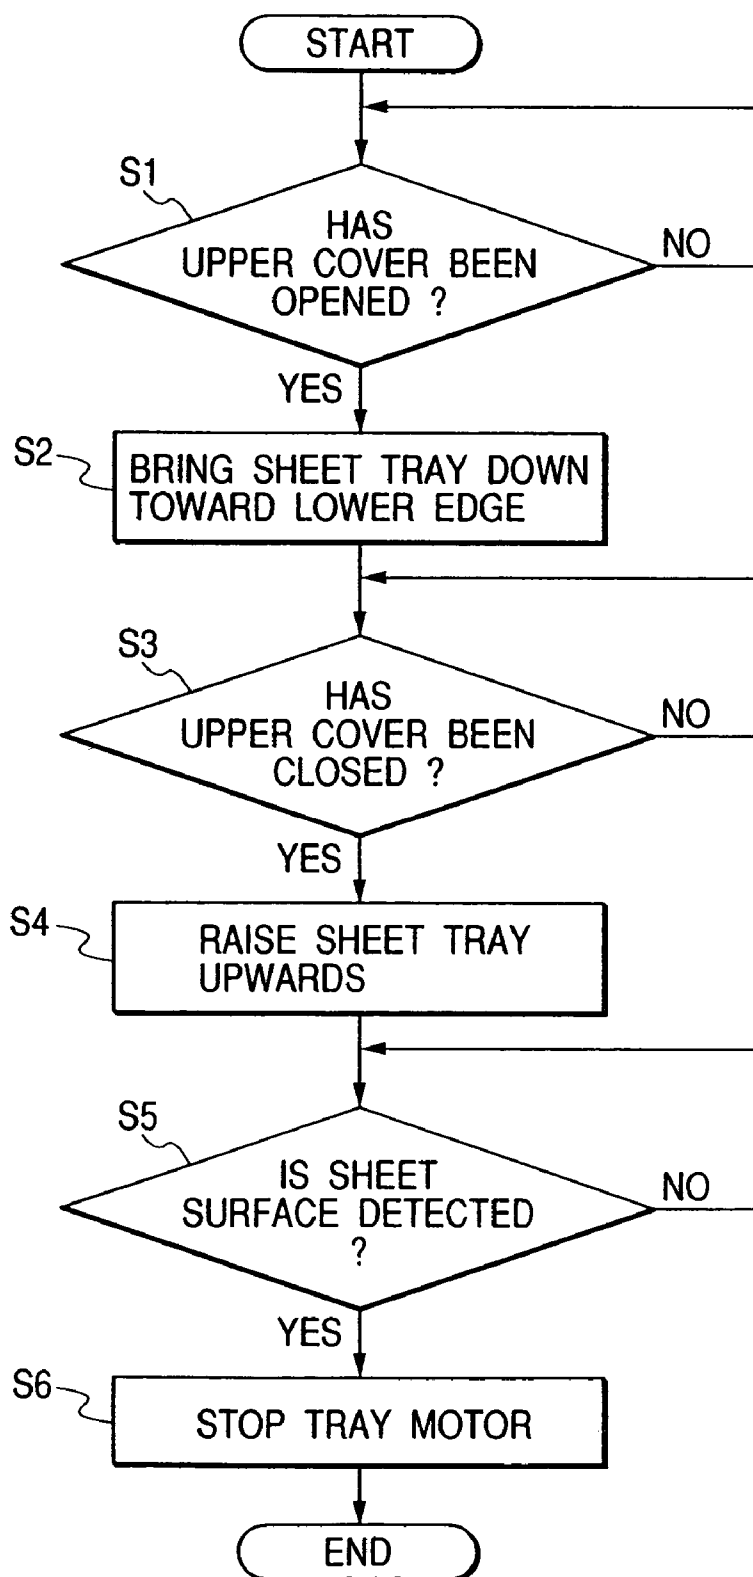 START
S1
HAS
UPPER COVER BEEN
OPENED ?
NO
YES
S2
BRING SHEET TRAY DOWN
TOWARD LOWER EDGE
S3
HAS
UPPER COVER BEEN
CLOSED ?
NO
YES
S4
RAISE SHEET TRAY
UPWARDS
S5
IS SHEET
SURFACE DETECTED
?
NO
YES
S6
STOP TRAY MOTOR
END